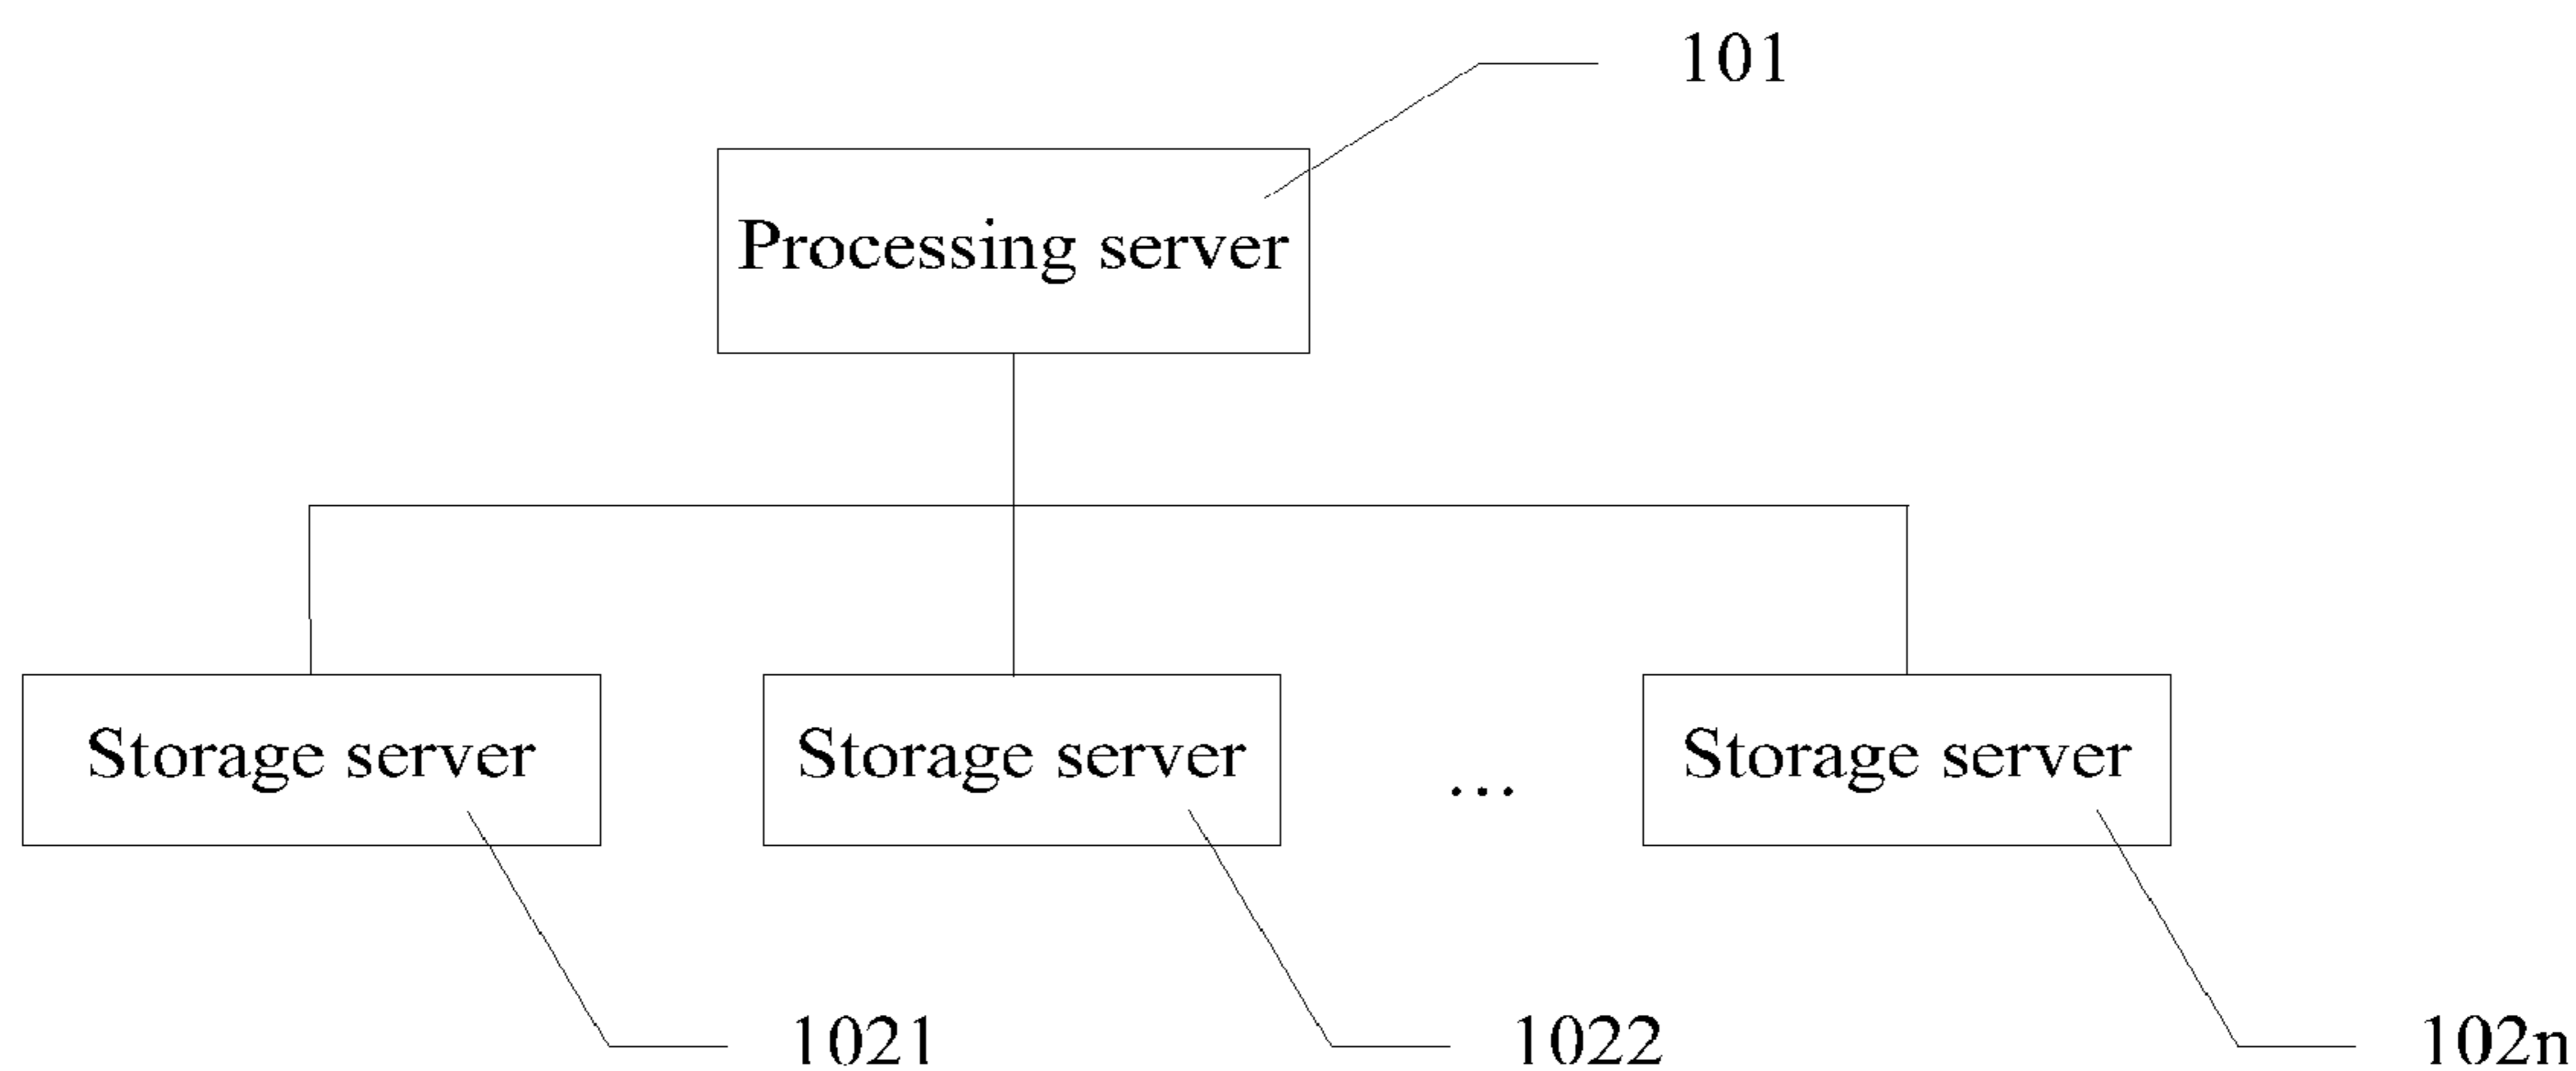 101
Processing server
Storage server
Storage server
...
Storage server
1021
1022
102n